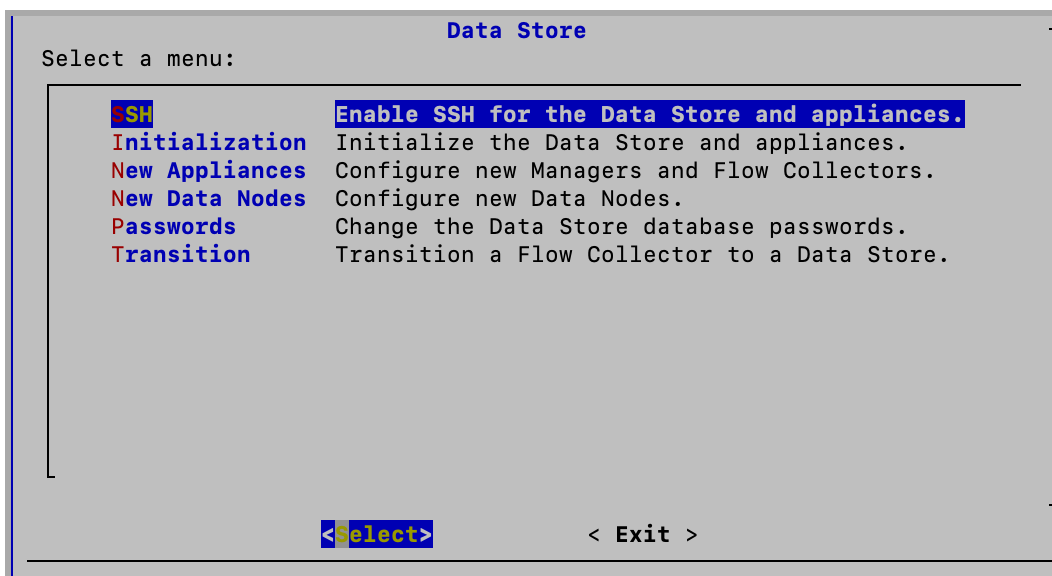 Data Store
Select a menu:
SSH Enable SSH for the Data Store and appliances.
Initialization Initialize the Data Store and appliances.
New Appliances Configure new Managers and Flow Collectors.
New Data Nodes Configure new Data Nodes.
Passwords Change the Data Store database passwords.
Transition Transition a Flow Collector to a Data Store.
<Select> < Exit >